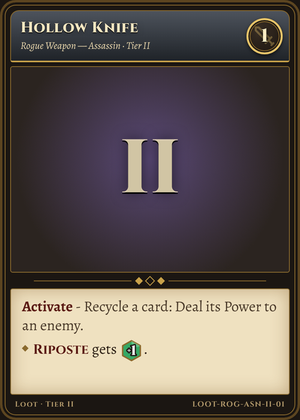 Hollow Knife
Rogue Weapon — Assassin · Tier II
1
II
Activate - Recycle a card: Deal its Power to
an enemy.
Riposte gets +1 .
Loot · Tier II
LOOT-ROG-ASN-II-01